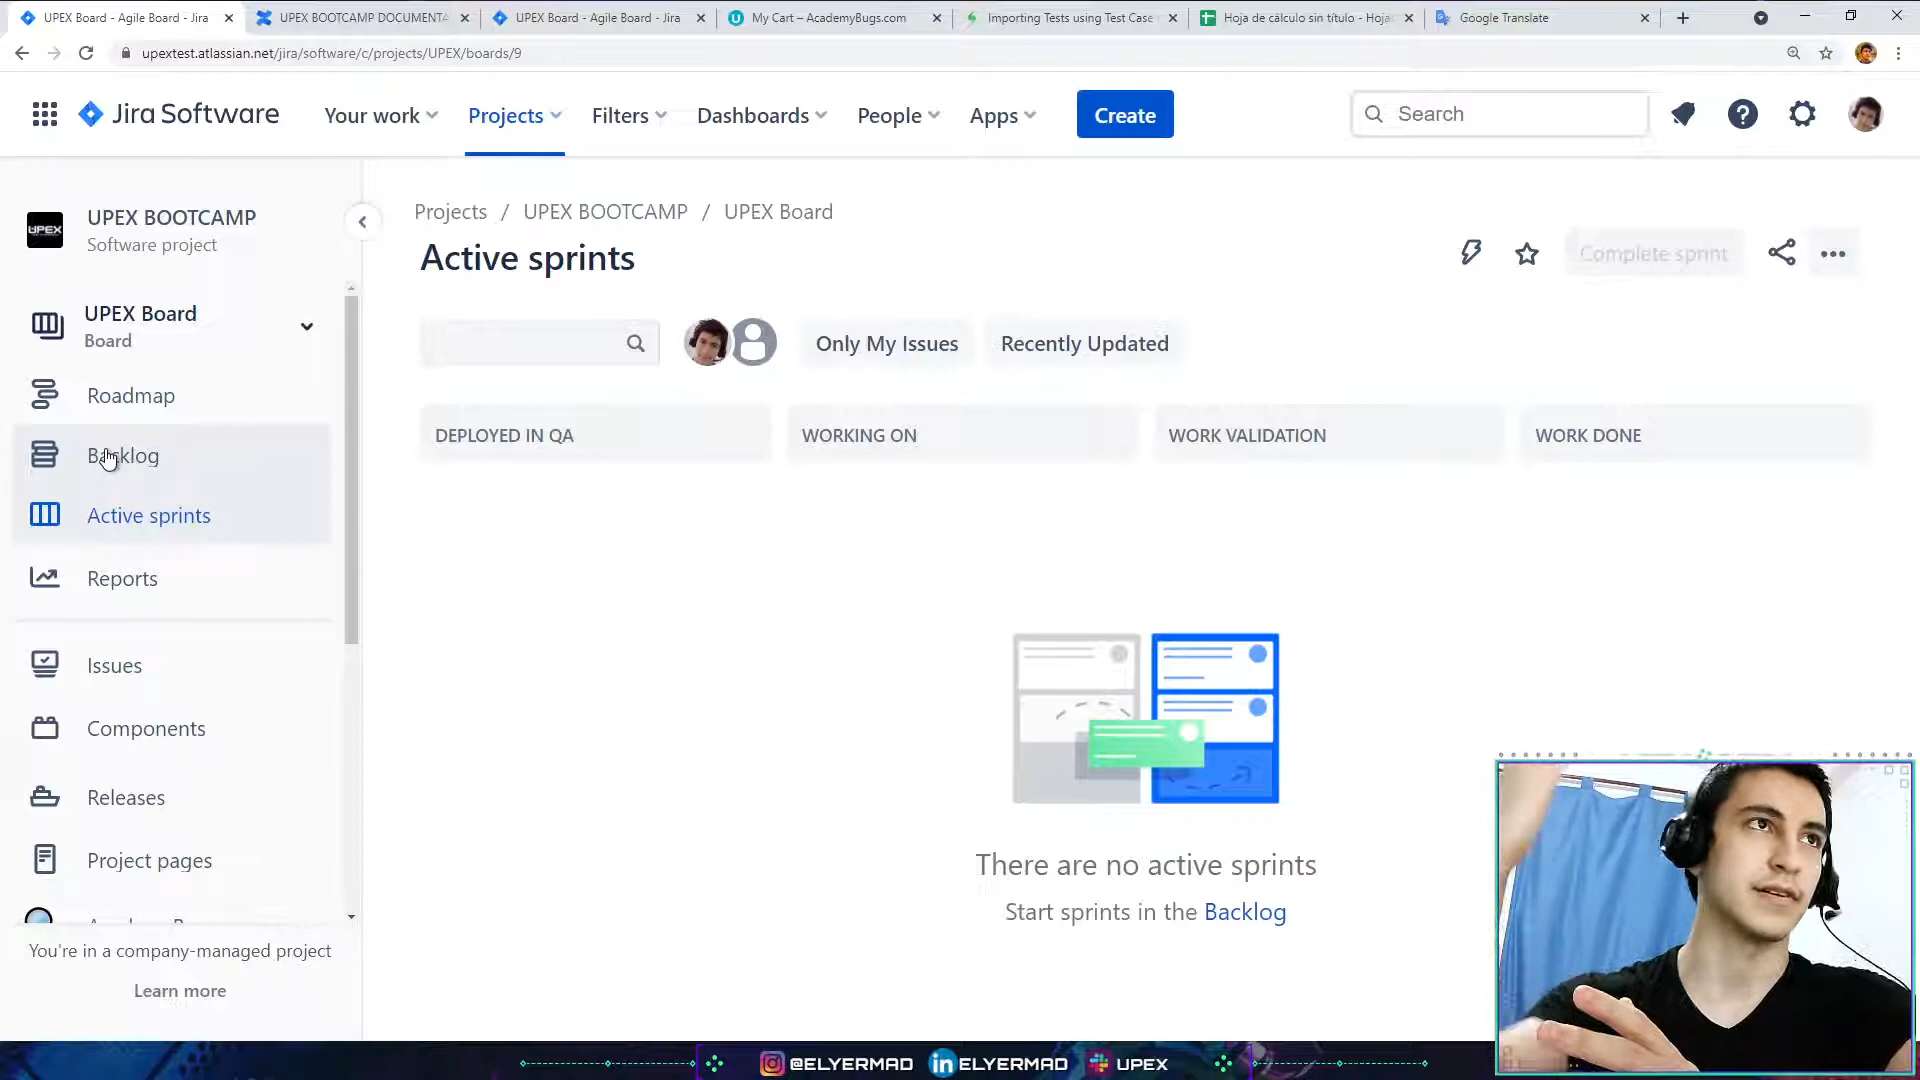 UPEX Board - Agile Board - Jira
UPEX BOOTCAMP DOCUMENTA
UPEX Board - Agile Board - Jira
My Cart – AcademyBugs.com
Importing Tests using Test Case
Hoja de cálculo sin título - Hoja
Google Translate
upextest.atlassian.net/jira/software/c/projects/UPEX/boards/9
Jira Software
Your work
Projects
Filters
Dashboards
People
Apps
Create
Search
UPEX
UPEX BOOTCAMP
Software project
UPEX Board
Board
Roadmap
Backlog
Active sprints
Reports
Issues
Components
Releases
Project pages
You're in a company-managed project
Learn more
Projects / UPEX BOOTCAMP / UPEX Board
Active sprints
Complete sprint
Only My Issues
Recently Updated
DEPLOYED IN QA
WORKING ON
WORK VALIDATION
WORK DONE
There are no active sprints
Start sprints in the Backlog
@ELYERMAD
in ELYERMAD
UPEX